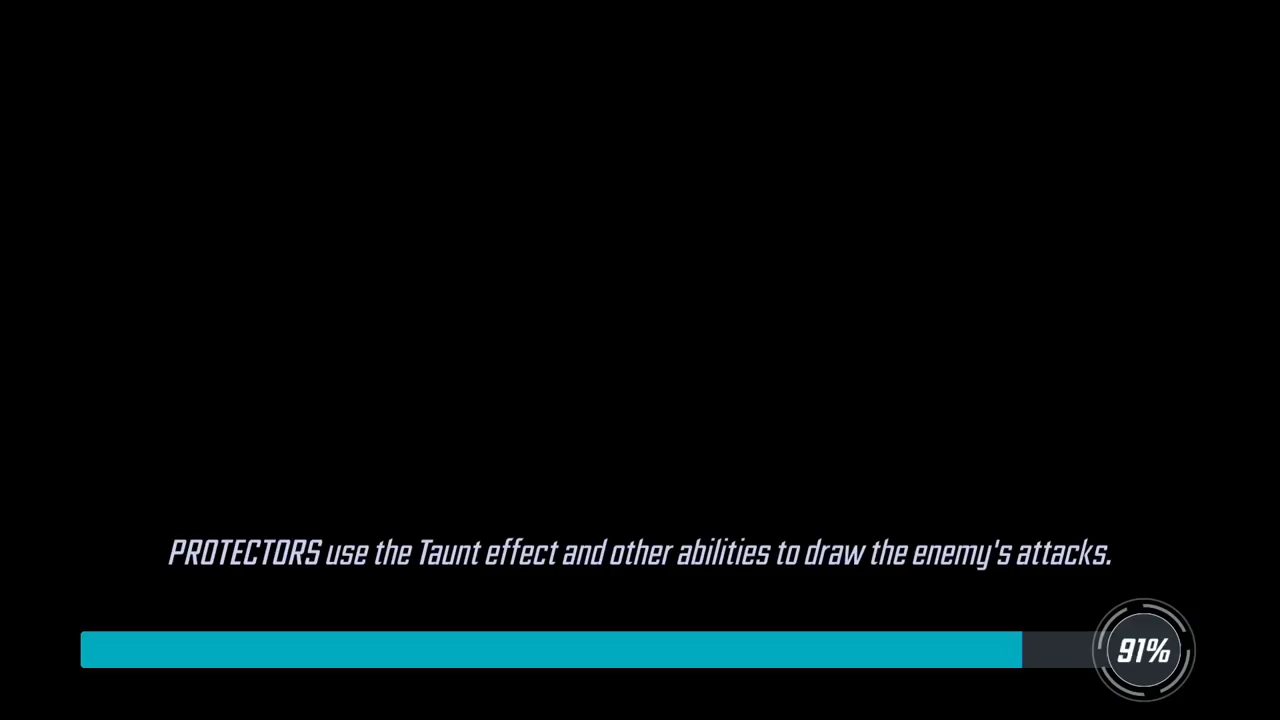 PROTECTORS use the Taunt effect and other abilities to draw the enemy's attacks.
91%